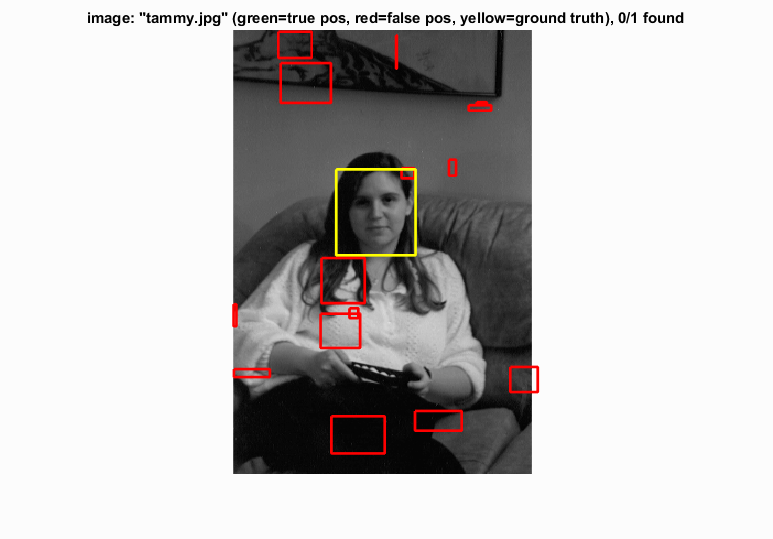 image: "tammy.jpg" (green=true pos, red=false pos, yellow=ground truth), 0/1 found